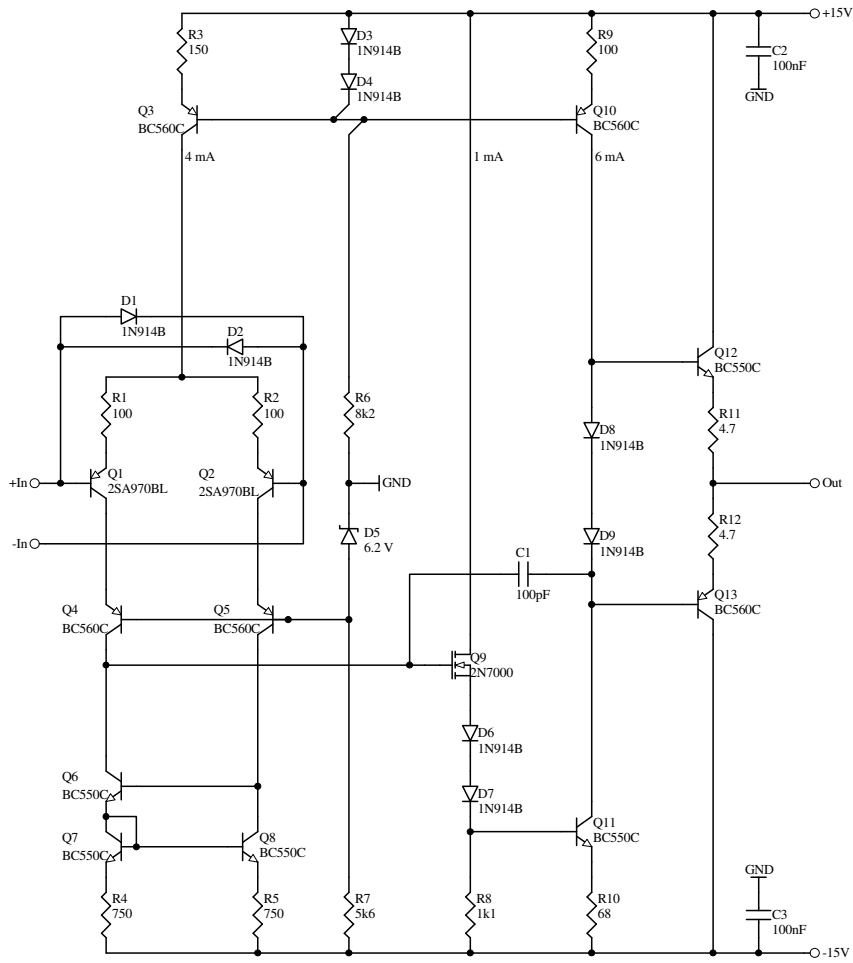 +15V
R3
150
D3
1N914B
R9
100
C2
100nF
GND
D4
1N914B
Q3
BC560C
Q10
BC560C
4 mA
1 mA
6 mA
D1
1N914B
D2
1N914B
Q12
BC550C
R1
100
R2
100
R6
8k2
R11
4.7
D8
1N914B
+In
Q1
2SA970BL
Q2
2SA970BL
GND
Out
-In
D5
6.2 V
D9
1N914B
R12
4.7
C1
100pF
Q4
BC560C
Q5
BC560C
Q13
BC560C
Q9
2N7000
D6
1N914B
Q6
BC550C
D7
1N914B
Q7
BC550C
Q8
BC550C
Q11
BC550C
R4
750
R5
750
R7
5k6
R8
1k1
R10
68
GND
C3
100nF
-15V